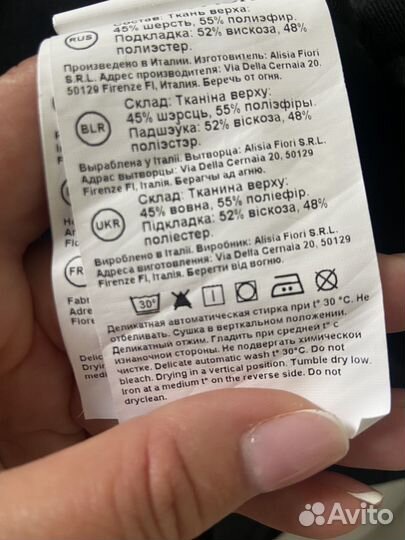 Состав: Ткань верха:
RUS 45% шерсть, 55% полиэфир.
Подкладка: 52% вискоза, 48%
полиэстер.
Произведено в Италии. Изготовитель: Alisia Fiori
S.R.L. Адрес производителя: Via Della Cernaia 20,
50129 Firenze FI, Италия. Беречь от огня.
Склад: Тканіна верху:
BLR 45% шэрсць, 55% поліэфіры.
Падшэўка: 52% віскоза, 48%
поліэстэр.
Выраблена ў Італіі. Вытворца: Alisia Fiori S.R.L.
Адрас вытворцы: Via Della Cernaia 20, 50129
Firenze FI, Італія. Берагчы ад агню.
Склад: Тканина верху:
UKR 45% вовна, 55% поліефір.
Підкладка: 52% віскоза, 48%
поліестер.
Вироблено в Італії. Виробник: Alisia Fiori S.R.L.
Адреса виготовлення: Via Della Cernaia 20, 50129
Firenze FI, Італія. Берегти від вогню.
FR
Fabr
Adre
Fiore
30°
Деликатная автоматическая стирка при t° 30 °C. Не
отбеливать. Сушка в вертикальном положении.
Деликатный отжим. Гладить при средней t° с
изнаночной стороны. Не подвергать химической
чистке. Delicate automatic wash t° 30°C. Do not
bleach. Drying in a vertical position. Tumble dry low.
Iron at a medium t° on the reverse side. Do not
dryclean.
Delic
Drying
mediu
Avito